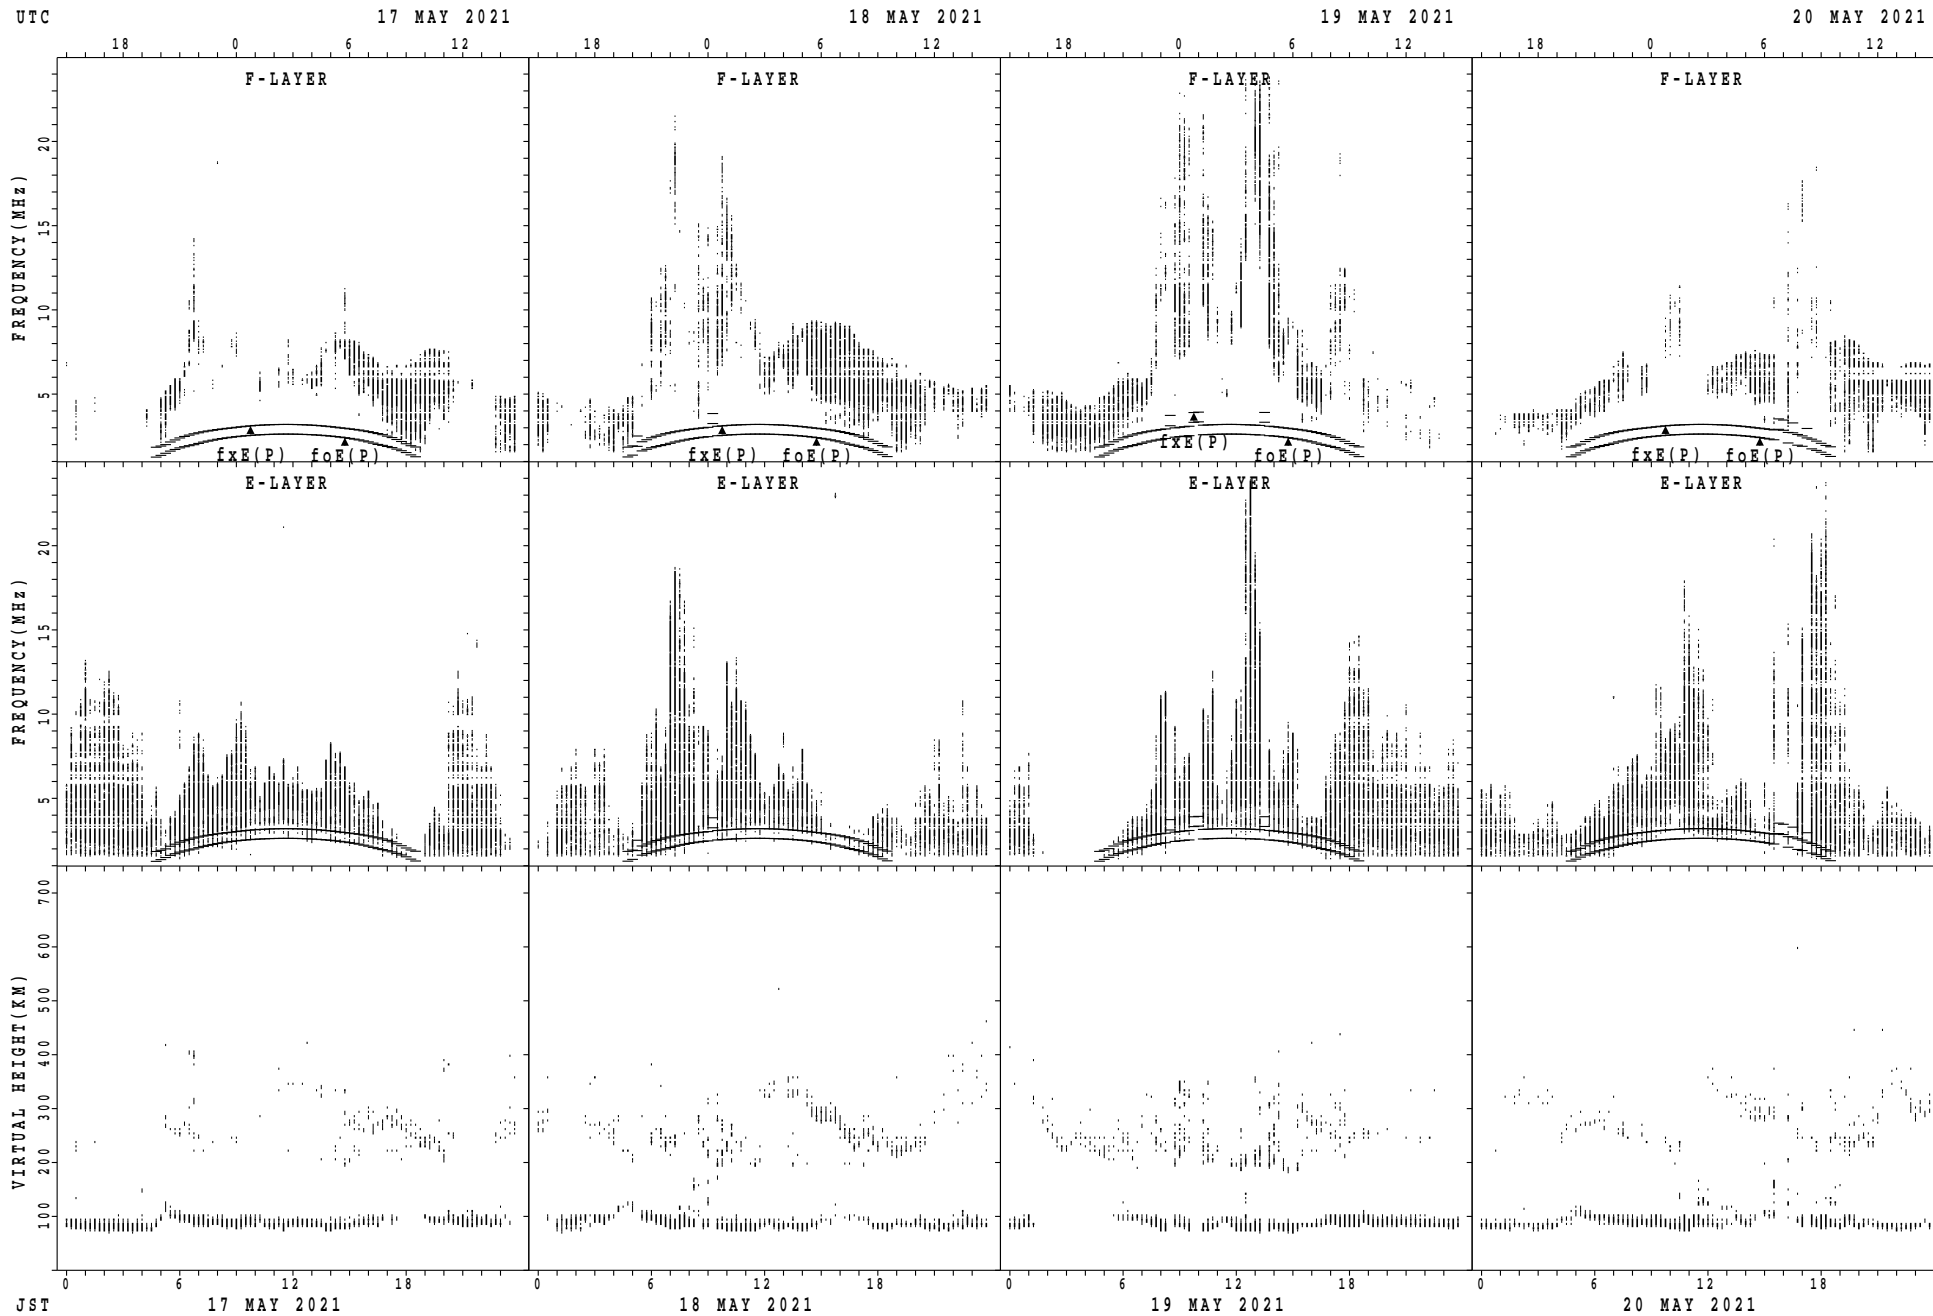 UTC 17 MAY 2021 18 MAY 2021 19 MAY 2021 20 MAY 2021
18 0 6 12 18 0 6 12 18 0 6 12 18 0 6 12
F-LAYER F-LAYER F-LAYER F-LAYER
FREQUENCY(MHz)
20
15
10
5
fxE(P) foE(P) fxE(P) foE(P) fxE(P) foE(P) fxE(P) foE(P)
E-LAYER E-LAYER E-LAYER E-LAYER
FREQUENCY(MHz)
20
15
10
5
VIRTUAL HEIGHT(KM)
700
600
500
400
300
200
100
0 6 12 18 0 6 12 18 0 6 12 18 0 6 12 18
JST 17 MAY 2021 18 MAY 2021 19 MAY 2021 20 MAY 2021